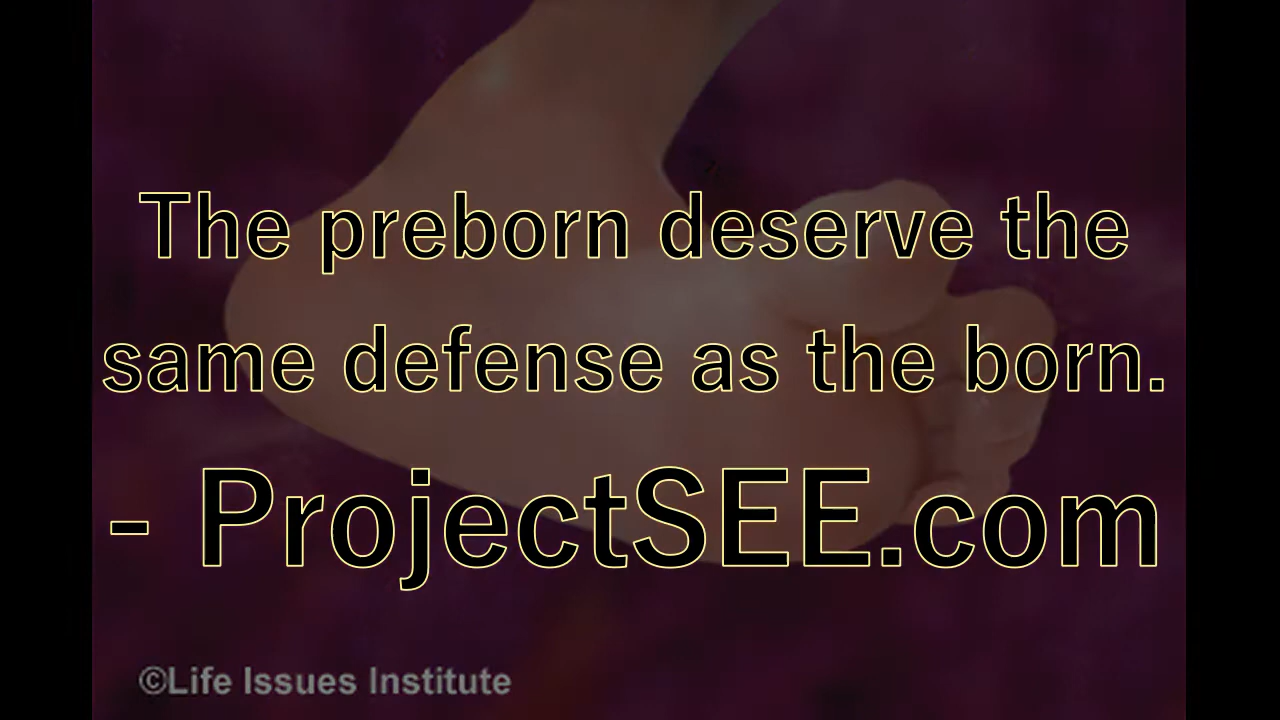 The preborn deserve the
same defense as the born.
- ProjectSEE.com
©Life Issues Institute